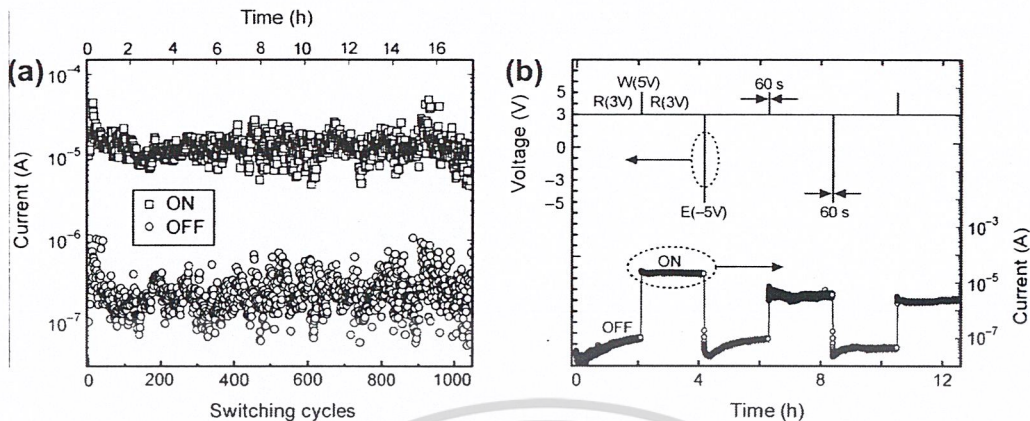 Time (h)
0 2 4 6 8 10 12 14 16
(a)
10⁻⁴
10⁻⁵
10⁻⁶
10⁻⁷
Current (A)
ON
OFF
0 200 400 600 800 1000
Switching cycles
(b)
W(5V)
R(3V) R(3V)
60 s
5
3
0
−3
−5
Voltage (V)
E(−5V)
60 s
ON
OFF
10⁻³
10⁻⁵
10⁻⁷
Current (A)
0 4 8 12
Time (h)